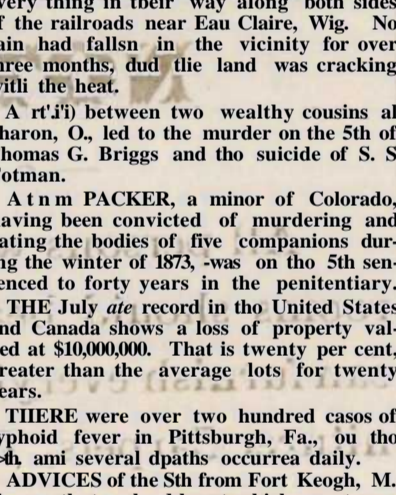 very thing in their way along both sides
f the railroads near Eau Claire, Wig. No
ain had fallsn in the vicinity for over
hree months, dud tlie land was cracking
vitli the heat.
A rt'.i'i) between two wealthy cousins al
haron, O., led to the murder on the 5th of
homas G. Briggs and tho suicide of S. S
'otman.
A t n m PACKER, a minor of Colorado,
aving been convicted of murdering and
ating the bodies of five companions dur-
ng the winter of 1873, -was on tho 5th sen-
enced to forty years in the penitentiary.
THE July ate record in tho United States
nd Canada shows a loss of property val-
ed at $10,000,000. That is twenty per cent,
reater than the average lots for twenty
ears.
TIIERE were over two hundred casos of
yphoid fever in Pittsburgh, Fa., ou tho
>th, ami several dpaths occurrea daily.
ADVICES of the Sth from Fort Keogh, M.